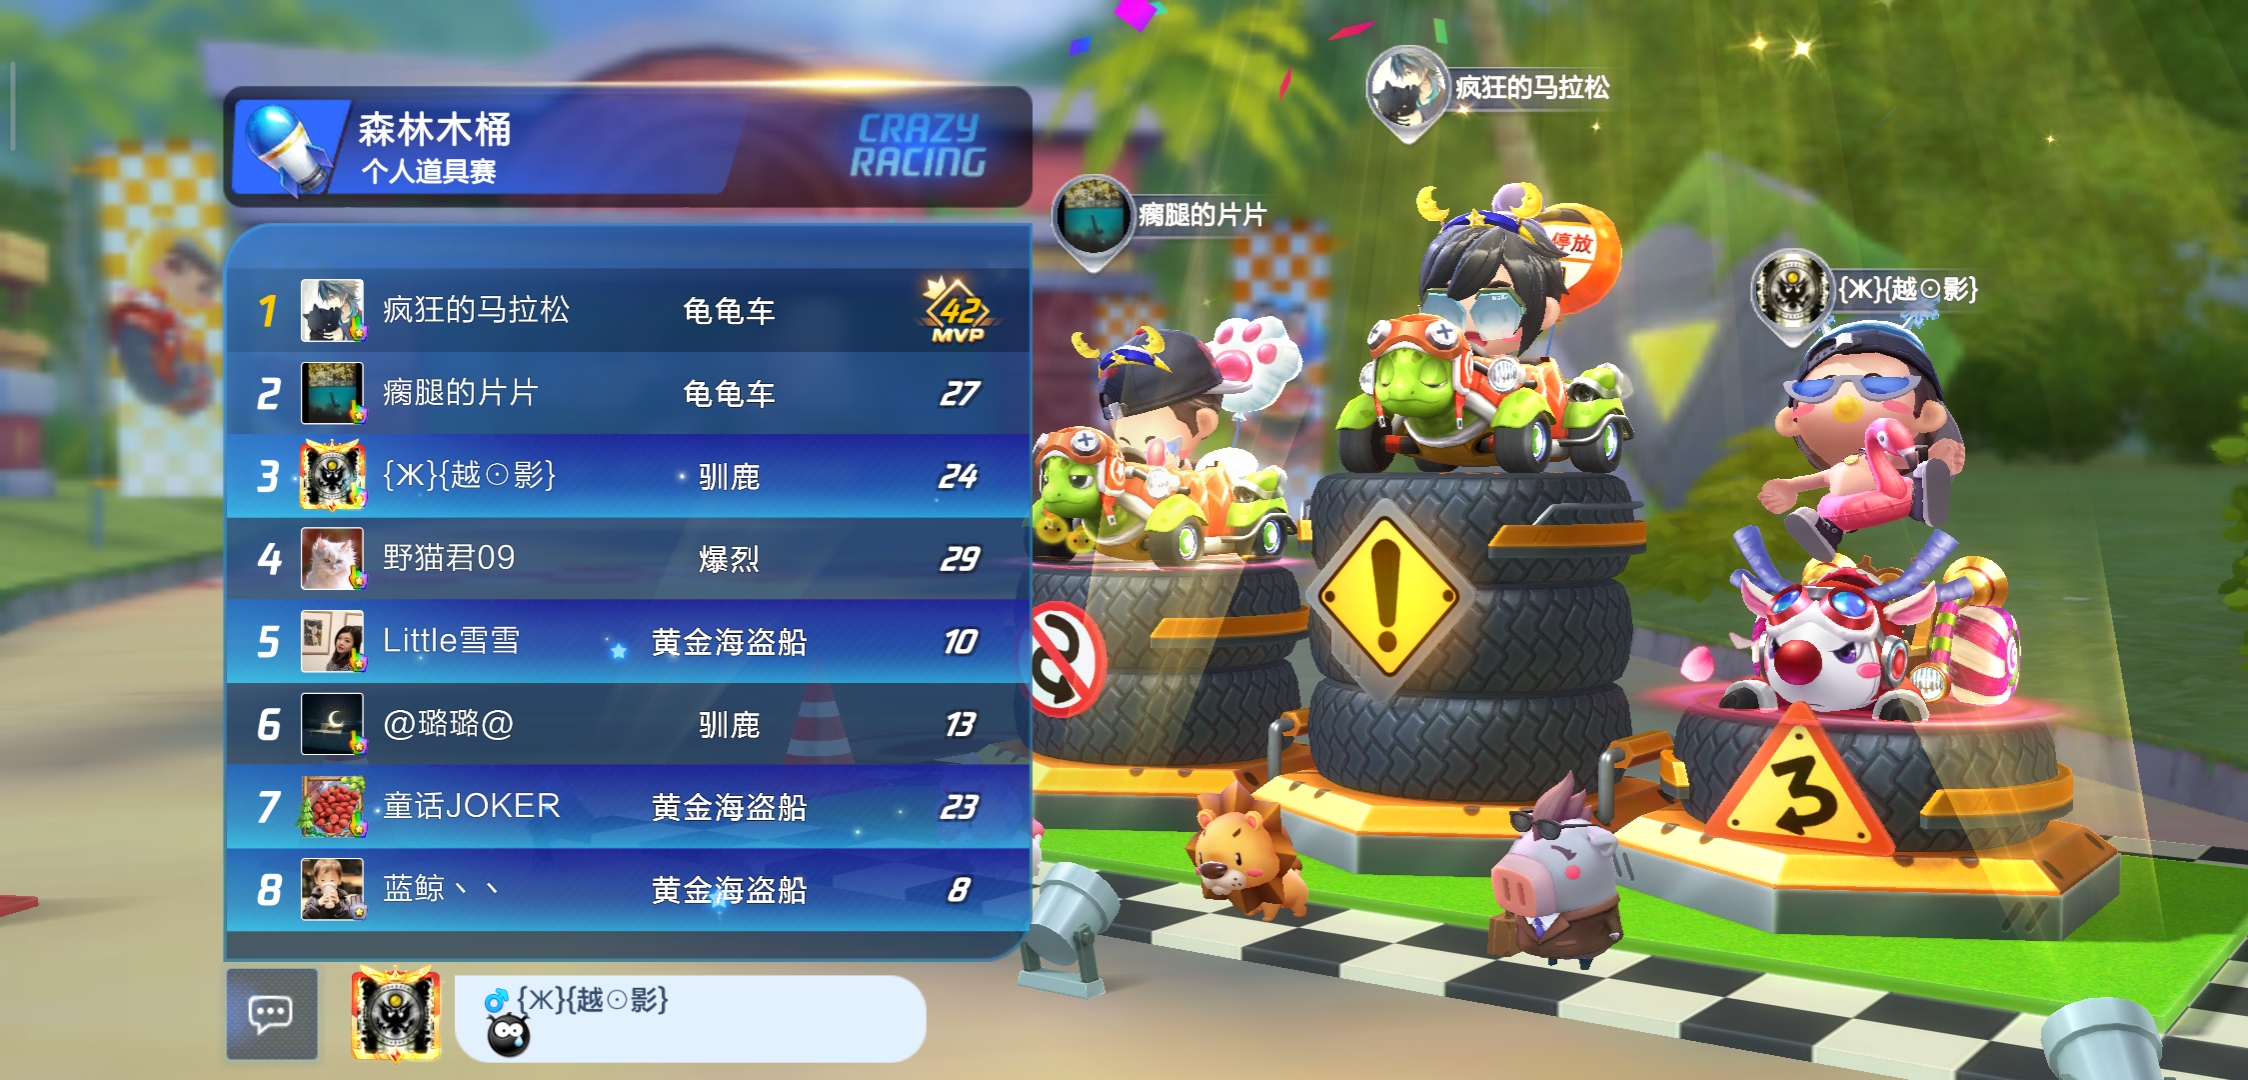 森林木桶
个人道具赛
CRAZY
RACING
1 疯狂的马拉松 龟龟车 42
MVP
2 瘸腿的片片 龟龟车 27
3 {Ж}{越⊙影} 驯鹿 24
4 野猫君09 爆烈 29
5 Little雪雪 黄金海盗船 10
6 @璐璐@ 驯鹿 13
7 童话JOKER 黄金海盗船 23
8 蓝鲸丶丶 黄金海盗船 8
♂{Ж}{越⊙影}
瘸腿的片片
疯狂的马拉松
{Ж}{越⊙影}
停放